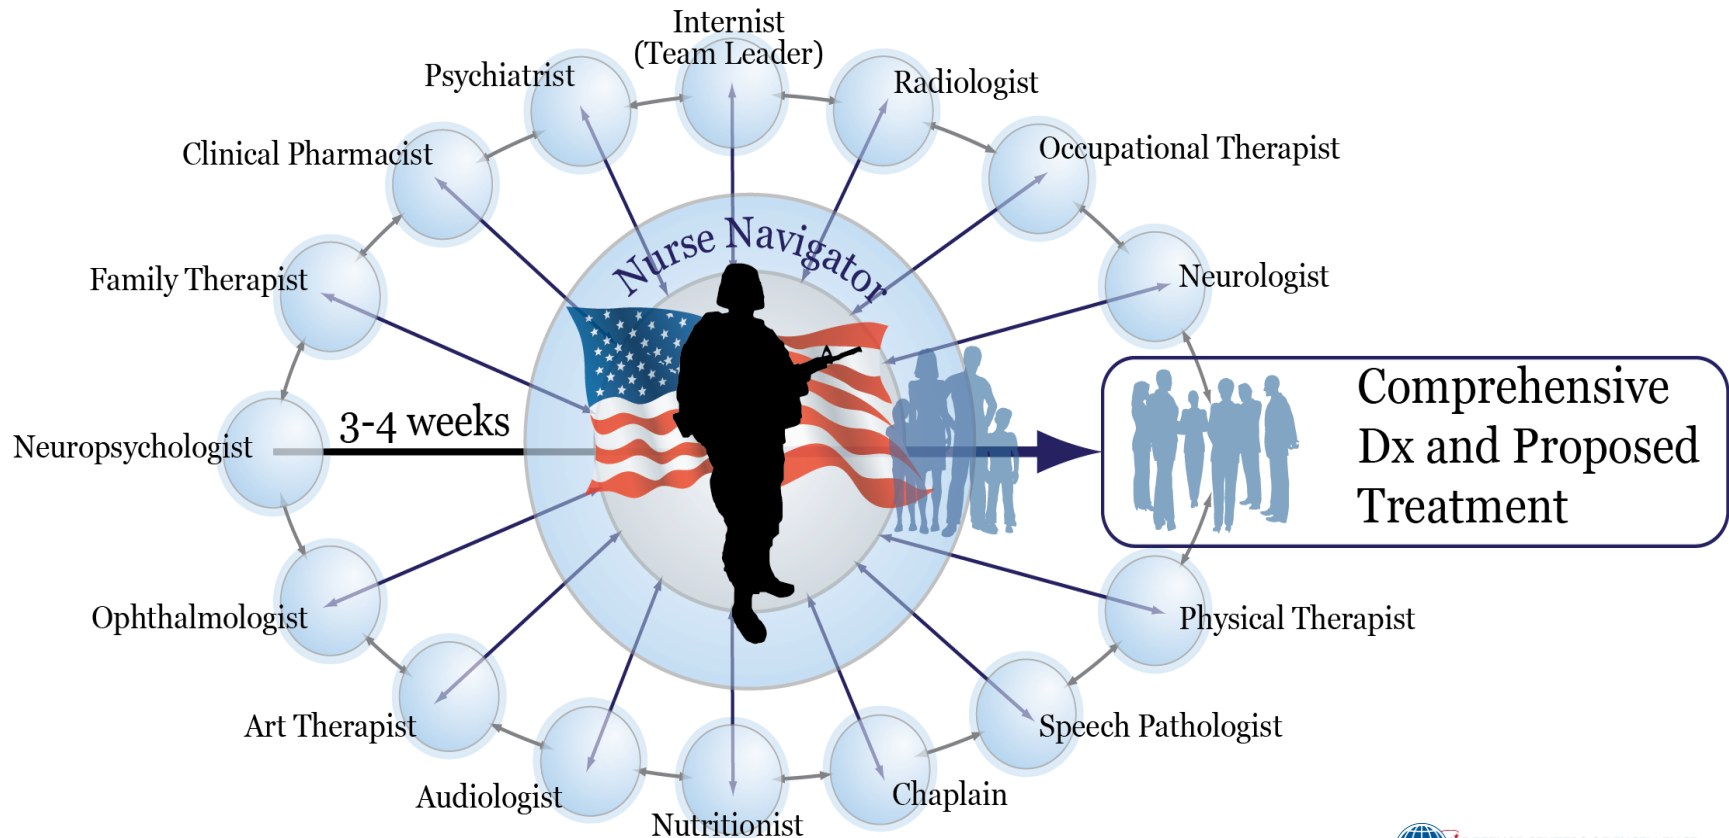 Internist
(Team Leader)
Psychiatrist
Radiologist
Clinical Pharmacist
Occupational Therapist
Nurse Navigator
Family Therapist
Neurologist
3-4 weeks
Neuropsychologist
Comprehensive
Dx and Proposed
Treatment
Ophthalmologist
Physical Therapist
Art Therapist
Speech Pathologist
Audiologist
Chaplain
Nutritionist